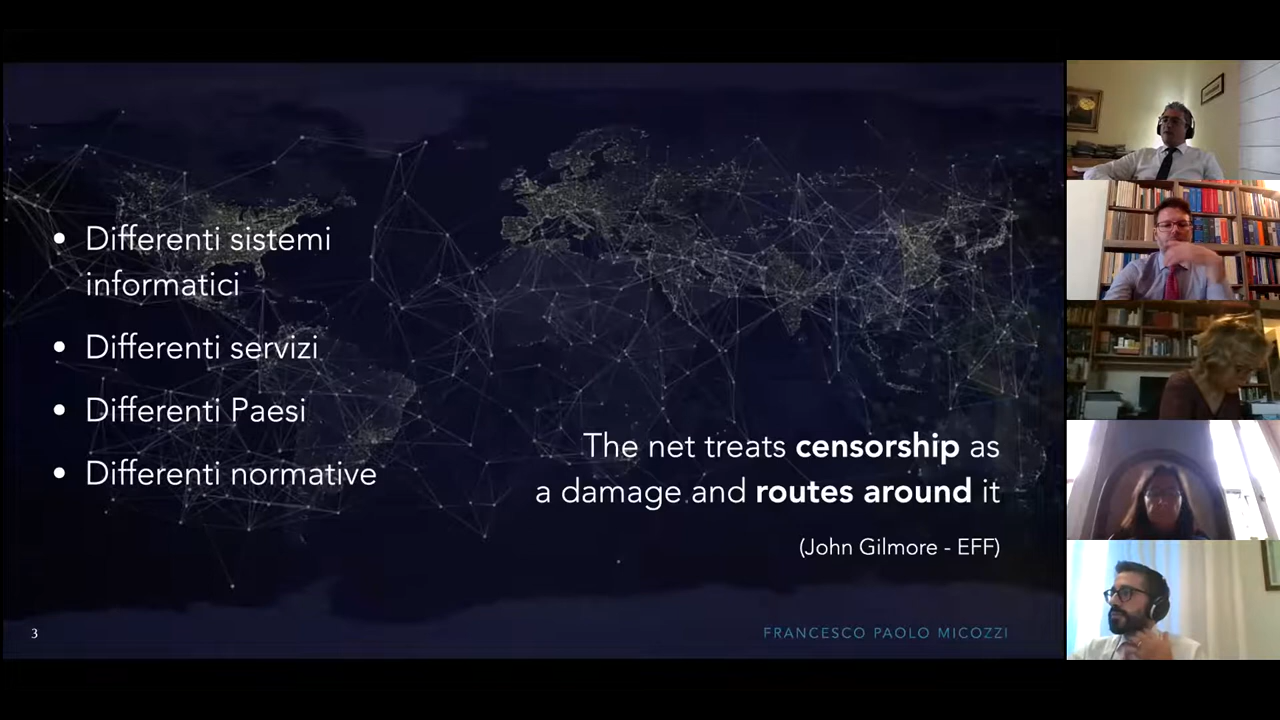 • Differenti sistemi
informatici
• Differenti servizi
• Differenti Paesi
• Differenti normative
The net treats censorship as
a damage and routes around it
(John Gilmore - EFF)
3
FRANCESCO PAOLO MICOZZI